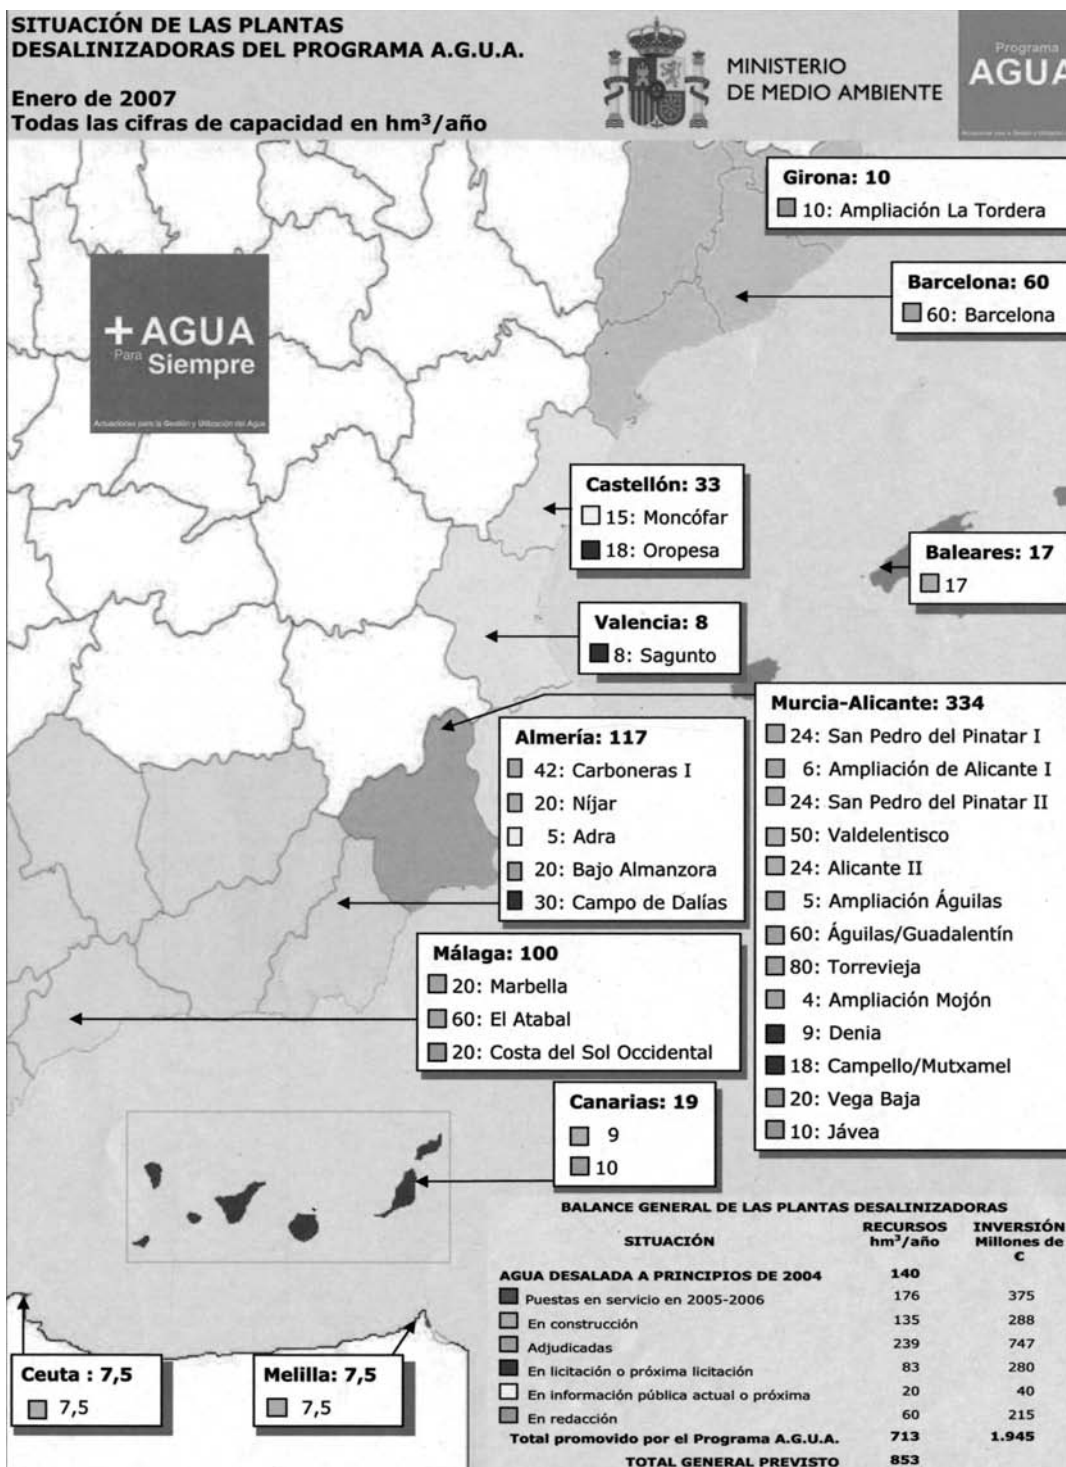 SITUACIÓN DE LAS PLANTAS
DESALINIZADORAS DEL PROGRAMA A.G.U.A.
Enero de 2007
Todas las cifras de capacidad en hm³/año
MINISTERIO
DE MEDIO AMBIENTE
Programa
AGUA
+ AGUA
Para Siempre
Actuaciones para la Gestión y Utilización del Agua
Girona: 10
10: Ampliación La Tordera
Barcelona: 60
60: Barcelona
Castellón: 33
15: Moncófar
18: Oropesa
Baleares: 17
17
Valencia: 8
8: Sagunto
Murcia-Alicante: 334
24: San Pedro del Pinatar I
6: Ampliación de Alicante I
24: San Pedro del Pinatar II
50: Valdelentisco
24: Alicante II
5: Ampliación Águilas
60: Águilas/Guadalentín
80: Torrevieja
4: Ampliación Mojón
9: Denia
18: Campello/Mutxamel
20: Vega Baja
10: Jávea
Almería: 117
42: Carboneras I
20: Níjar
5: Adra
20: Bajo Almanzora
30: Campo de Dalías
Málaga: 100
20: Marbella
60: El Atabal
20: Costa del Sol Occidental
Canarias: 19
9
10
Ceuta : 7,5
7,5
Melilla: 7,5
7,5
BALANCE GENERAL DE LAS PLANTAS DESALINIZADORAS
SITUACIÓN RECURSOS hm³/año INVERSIÓN Millones de €
AGUA DESALADA A PRINCIPIOS DE 2004 140
Puestas en servicio en 2005-2006 176 375
En construcción 135 288
Adjudicadas 239 747
En licitación o próxima licitación 83 280
En información pública actual o próxima 20 40
En redacción 60 215
Total promovido por el Programa A.G.U.A. 713 1.945
TOTAL GENERAL PREVISTO 853